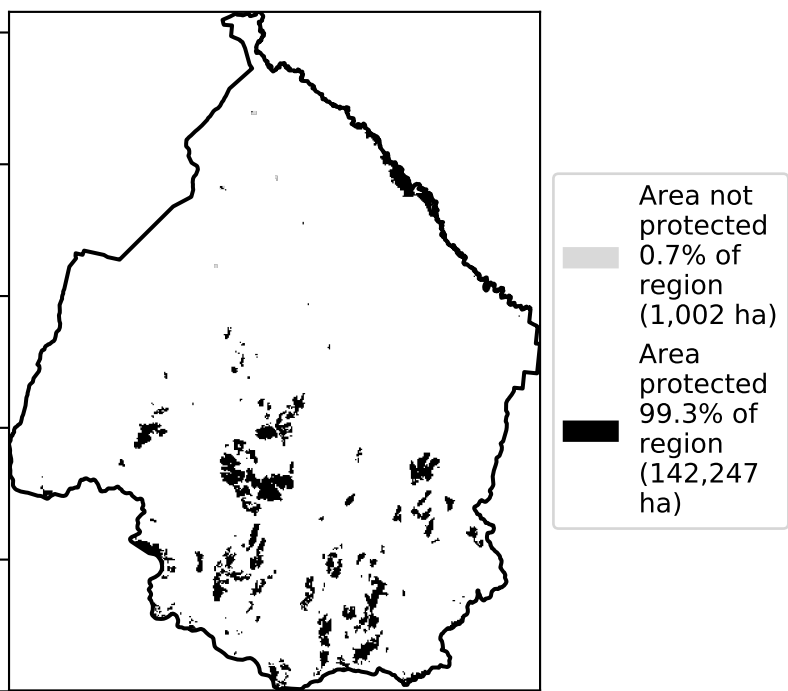 Area not
protected
0.7% of
region
(1,002 ha)
Area
protected
99.3% of
region
(142,247
ha)